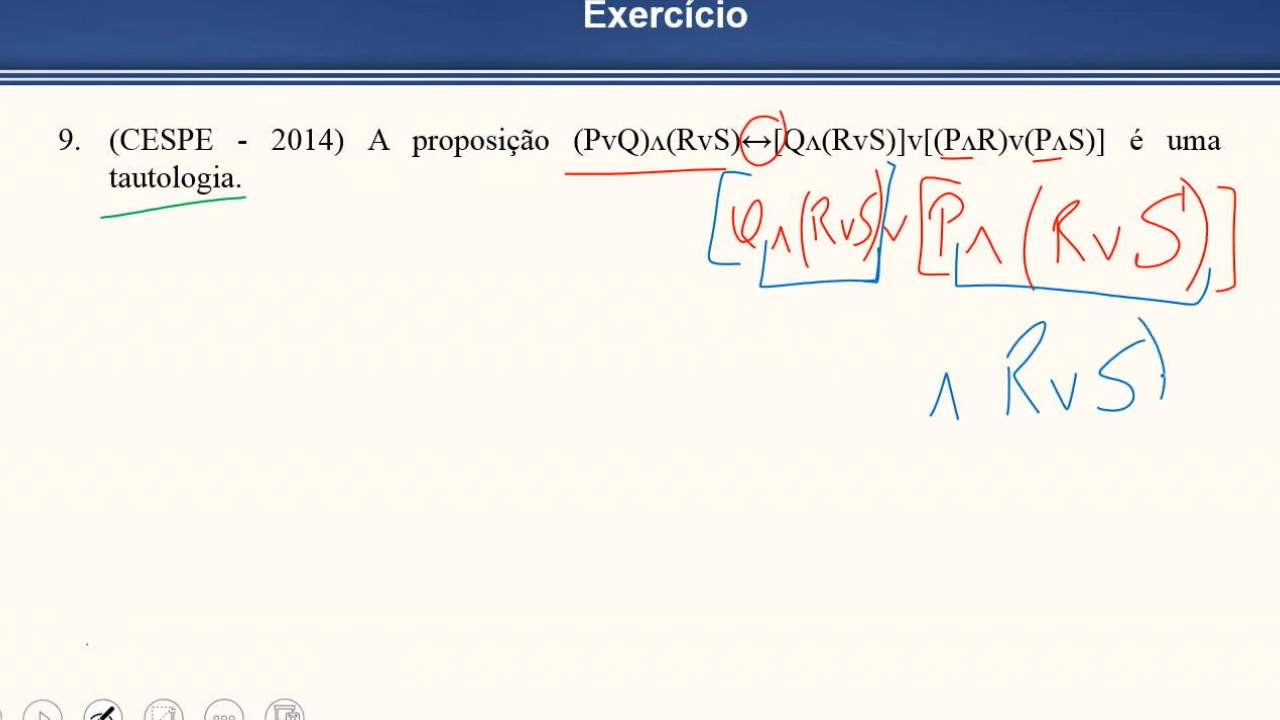 Exercício
9. (CESPE - 2014) A proposição (PvQ)∧(RvS)↔[Q∧(RvS)]v[(P∧R)v(P∧S)] é uma
tautologia.
[Q∧(RvS)]v[P∧(RvS)]
∧ RvS)